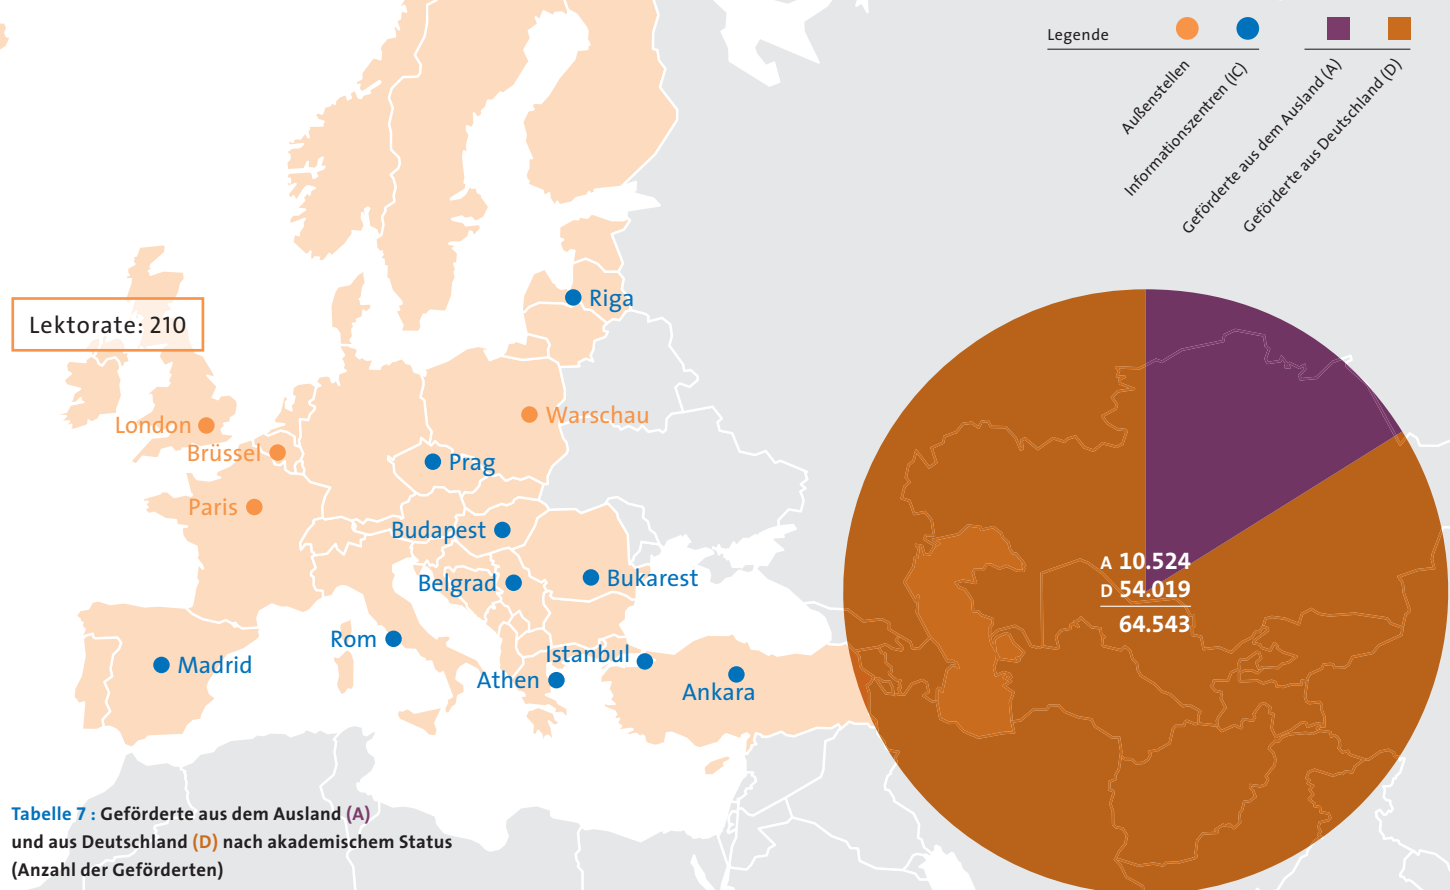 Legende
Außenstellen
Informationszentren (IC)
Geförderte aus dem Ausland (A)
Geförderte aus Deutschland (D)
Riga
Lektorate: 210
London
Warschau
Brüssel
Prag
Paris
Budapest
Belgrad
Bukarest
Rom
Istanbul
Madrid
Athen
Ankara
A 10.524
D 54.019
64.543
Tabelle 7 : Geförderte aus dem Ausland (A)
und aus Deutschland (D) nach akademischem Status
(Anzahl der Geförderten)